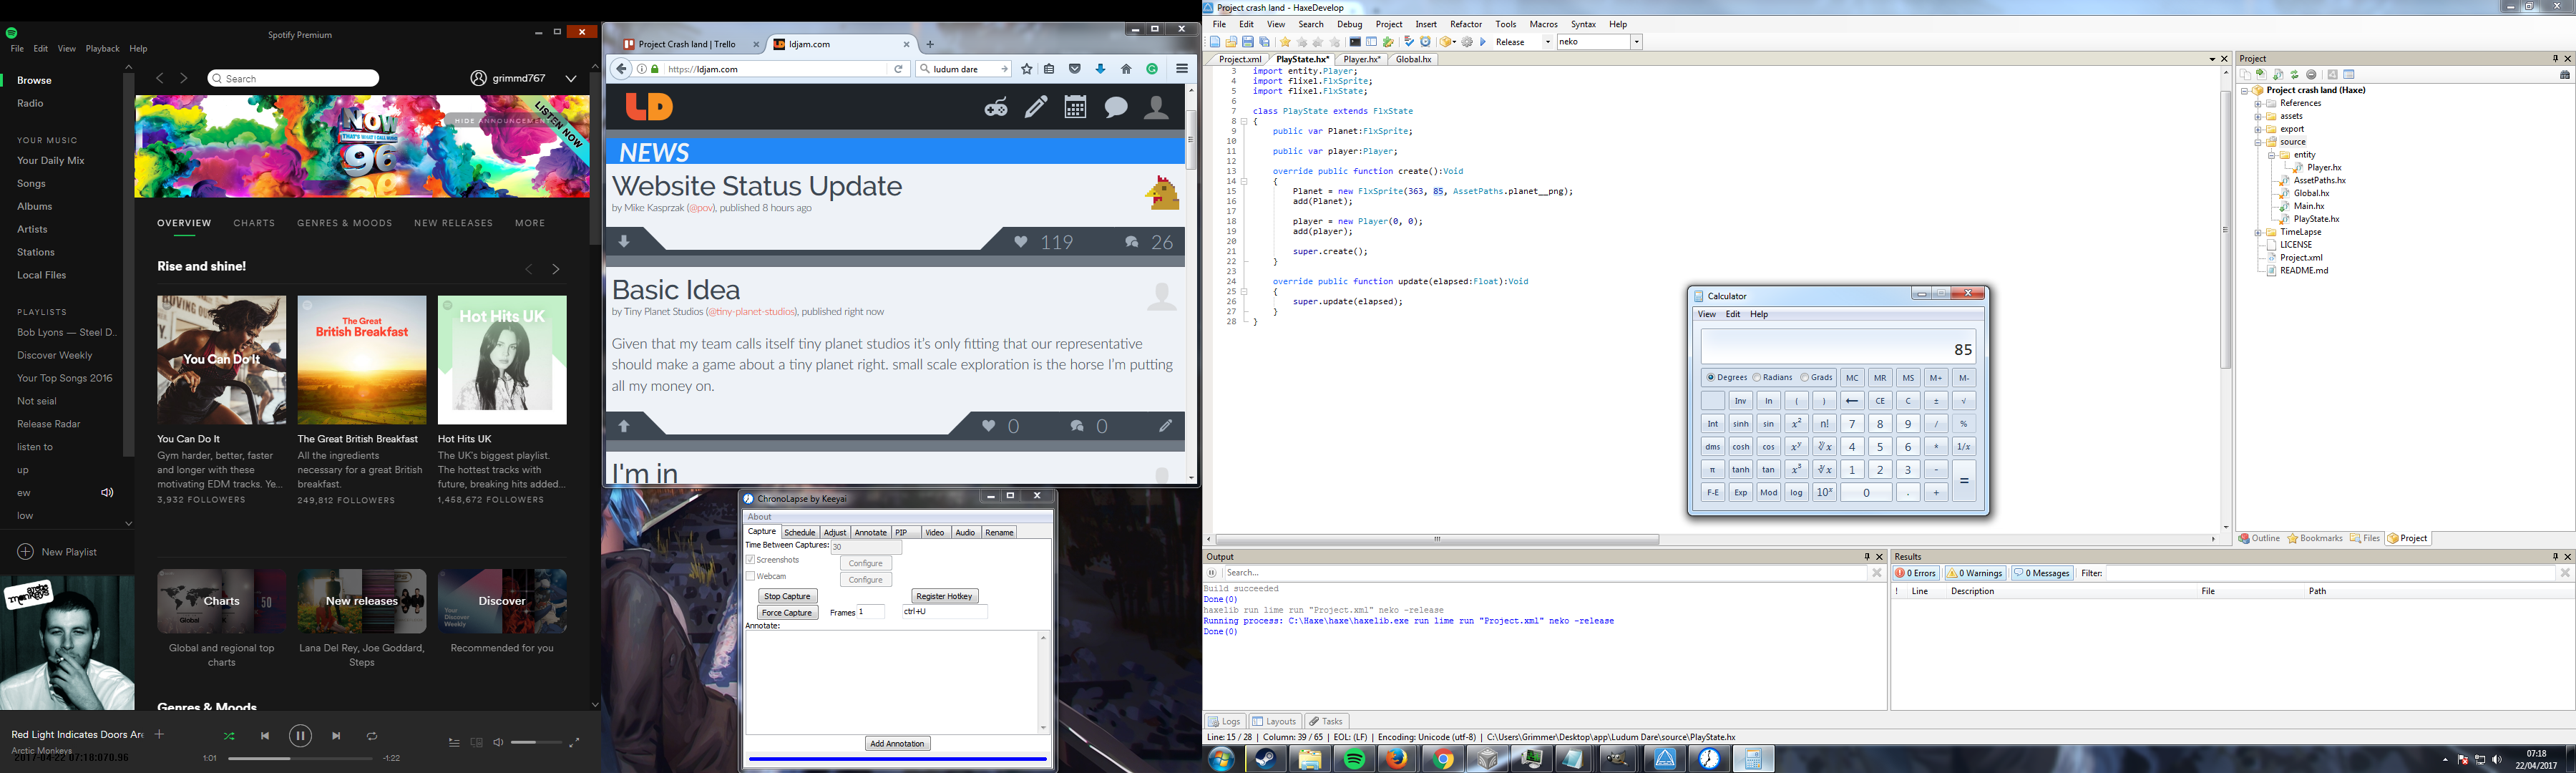 Spotify Premium
File Edit View Playback Help
Browse
Radio
YOUR MUSIC
Your Daily Mix
Songs
Albums
Artists
Stations
Local Files
PLAYLISTS
Bob Lyons — Steel D..
Discover Weekly
Your Top Songs 2016
Not seial
Release Radar
listen to
up
ew
low
New Playlist
Search
grimmd767
NOW
THAT'S WHAT I CALL MUSIC
96
HIDE ANNOUNCEMENT
LISTEN NOW
OVERVIEW CHARTS GENRES & MOODS NEW RELEASES MORE
Rise and shine!
You Can Do It
The Great
British Breakfast
Hot Hits UK
You Can Do It
Gym harder, better, faster
and longer with these
motivating EDM tracks. Ye...
3,932 FOLLOWERS
The Great British Breakfast
All the ingredients
necessary for a great British
breakfast.
249,812 FOLLOWERS
Hot Hits UK
The UK's biggest playlist.
The hottest tracks with
future, breaking hits added...
1,458,672 FOLLOWERS
Charts
New releases
Discover
Global and regional top
charts
Lana Del Rey, Joe Goddard,
Steps
Recommended for you
Genres & Moods
arctic
monkeys
Red Light Indicates Doors Are
Arctic Monkeys
2017-04-22 07:18:07.0.96
1:01
-1:22
Project Crash land | Trello
ldjam.com
https://ldjam.com
ludum dare
LD
NEWS
Website Status Update
by Mike Kasprzak (@pov), published 8 hours ago
119
26
Basic Idea
by Tiny Planet Studios (@tiny-planet-studios), published right now
Given that my team calls itself tiny planet studios it's only fitting that our representative
should make a game about a tiny planet right. small scale exploration is the horse I'm putting
all my money on.
0
0
I'm in
ChronoLapse by Keeyai
About
Capture Schedule Adjust Annotate PIP Video Audio Rename
Time Between Captures: 30
Screenshots Configure
Webcam Configure
Stop Capture Register Hotkey
Force Capture Frames 1 ctrl+U
Annotate:
Add Annotation
Project crash land - HaxeDevelop
File Edit View Search Debug Project Insert Refactor Tools Macros Syntax Help
Release neko
Project.xml PlayState.hx* Player.hx* Global.hx
3 import entity.Player;
4 import flixel.FlxSprite;
5 import flixel.FlxState;
6
7 class PlayState extends FlxState
8 {
9 public var Planet:FlxSprite;
10
11 public var player:Player;
12
13 override public function create():Void
14 {
15 Planet = new FlxSprite(363, 85, AssetPaths.planet__png);
16 add(Planet);
17
18 player = new Player(0, 0);
19 add(player);
20
21 super.create();
22 }
23
24 override public function update(elapsed:Float):Void
25 {
26 super.update(elapsed);
27 }
28 }
Calculator
View Edit Help
85
Degrees Radians Grads MC MR MS M+ M-
Inv ln ( ) ← CE C ± √
Int sinh sin x² n! 7 8 9 / %
dms cosh cos xʸ ʸ√x 4 5 6 * 1/x
π tanh tan x³ ³√x 1 2 3 - =
F-E Exp Mod log 10ˣ 0 . +
Project
Project crash land (Haxe)
References
assets
export
source
entity
Player.hx
AssetPaths.hx
Global.hx
Main.hx
PlayState.hx
TimeLapse
LICENSE
Project.xml
README.md
Outline Bookmarks Files Project
Output
Search...
Build succeeded
Done(0)
haxelib run lime run "Project.xml" neko -release
Running process: C:\Haxe\haxe\haxelib.exe run lime run "Project.xml" neko -release
Done(0)
Logs Layouts Tasks
Results
0 Errors 0 Warnings 0 Messages Filter:
! Line Description File Path
Line: 15 / 28 | Column: 39 / 65 | EOL: (LF) | Encoding: Unicode (utf-8) | C:\Users\Grimmer\Desktop\app\Ludum Dare\source\PlayState.hx
07:18
22/04/2017